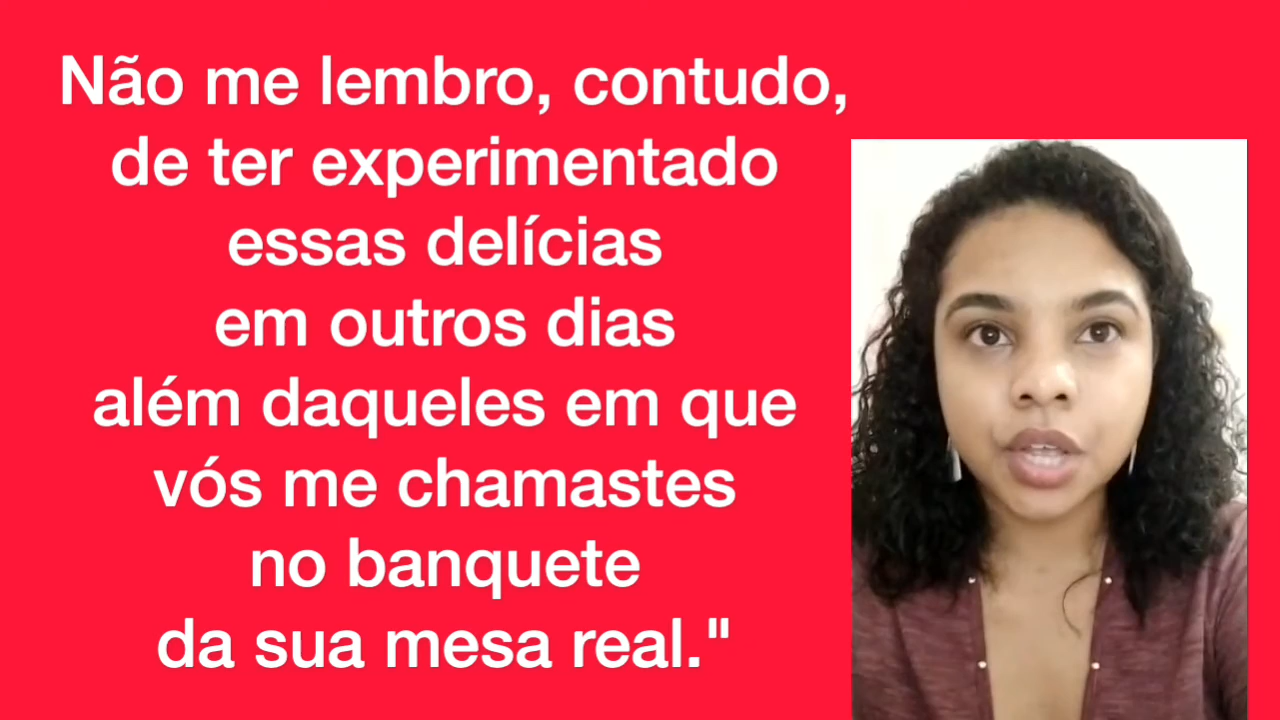 Não me lembro, contudo,
de ter experimentado
essas delícias
em outros dias
além daqueles em que
vós me chamastes
no banquete
da sua mesa real."